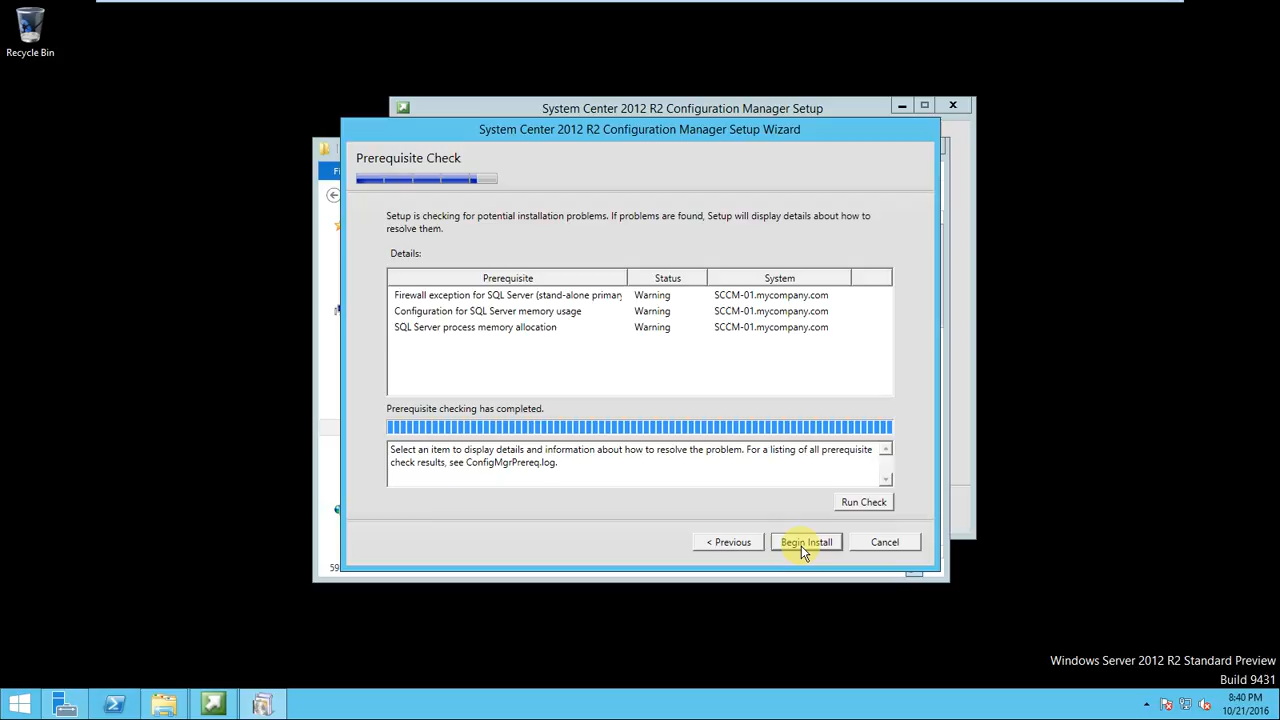 Recycle Bin
System Center 2012 R2 Configuration Manager Setup
System Center 2012 R2 Configuration Manager Setup Wizard
Prerequisite Check
Setup is checking for potential installation problems. If problems are found, Setup will display details about how to
resolve them.
Details:
Prerequisite Status System
Firewall exception for SQL Server (stand-alone primary Warning SCCM-01.mycompany.com
Configuration for SQL Server memory usage Warning SCCM-01.mycompany.com
SQL Server process memory allocation Warning SCCM-01.mycompany.com
Prerequisite checking has completed.
Select an item to display details and information about how to resolve the problem. For a listing of all prerequisite
check results, see ConfigMgrPrereq.log.
Run Check
< Previous Begin Install Cancel
59
Windows Server 2012 R2 Standard Preview
Build 9431
8:40 PM
10/21/2016